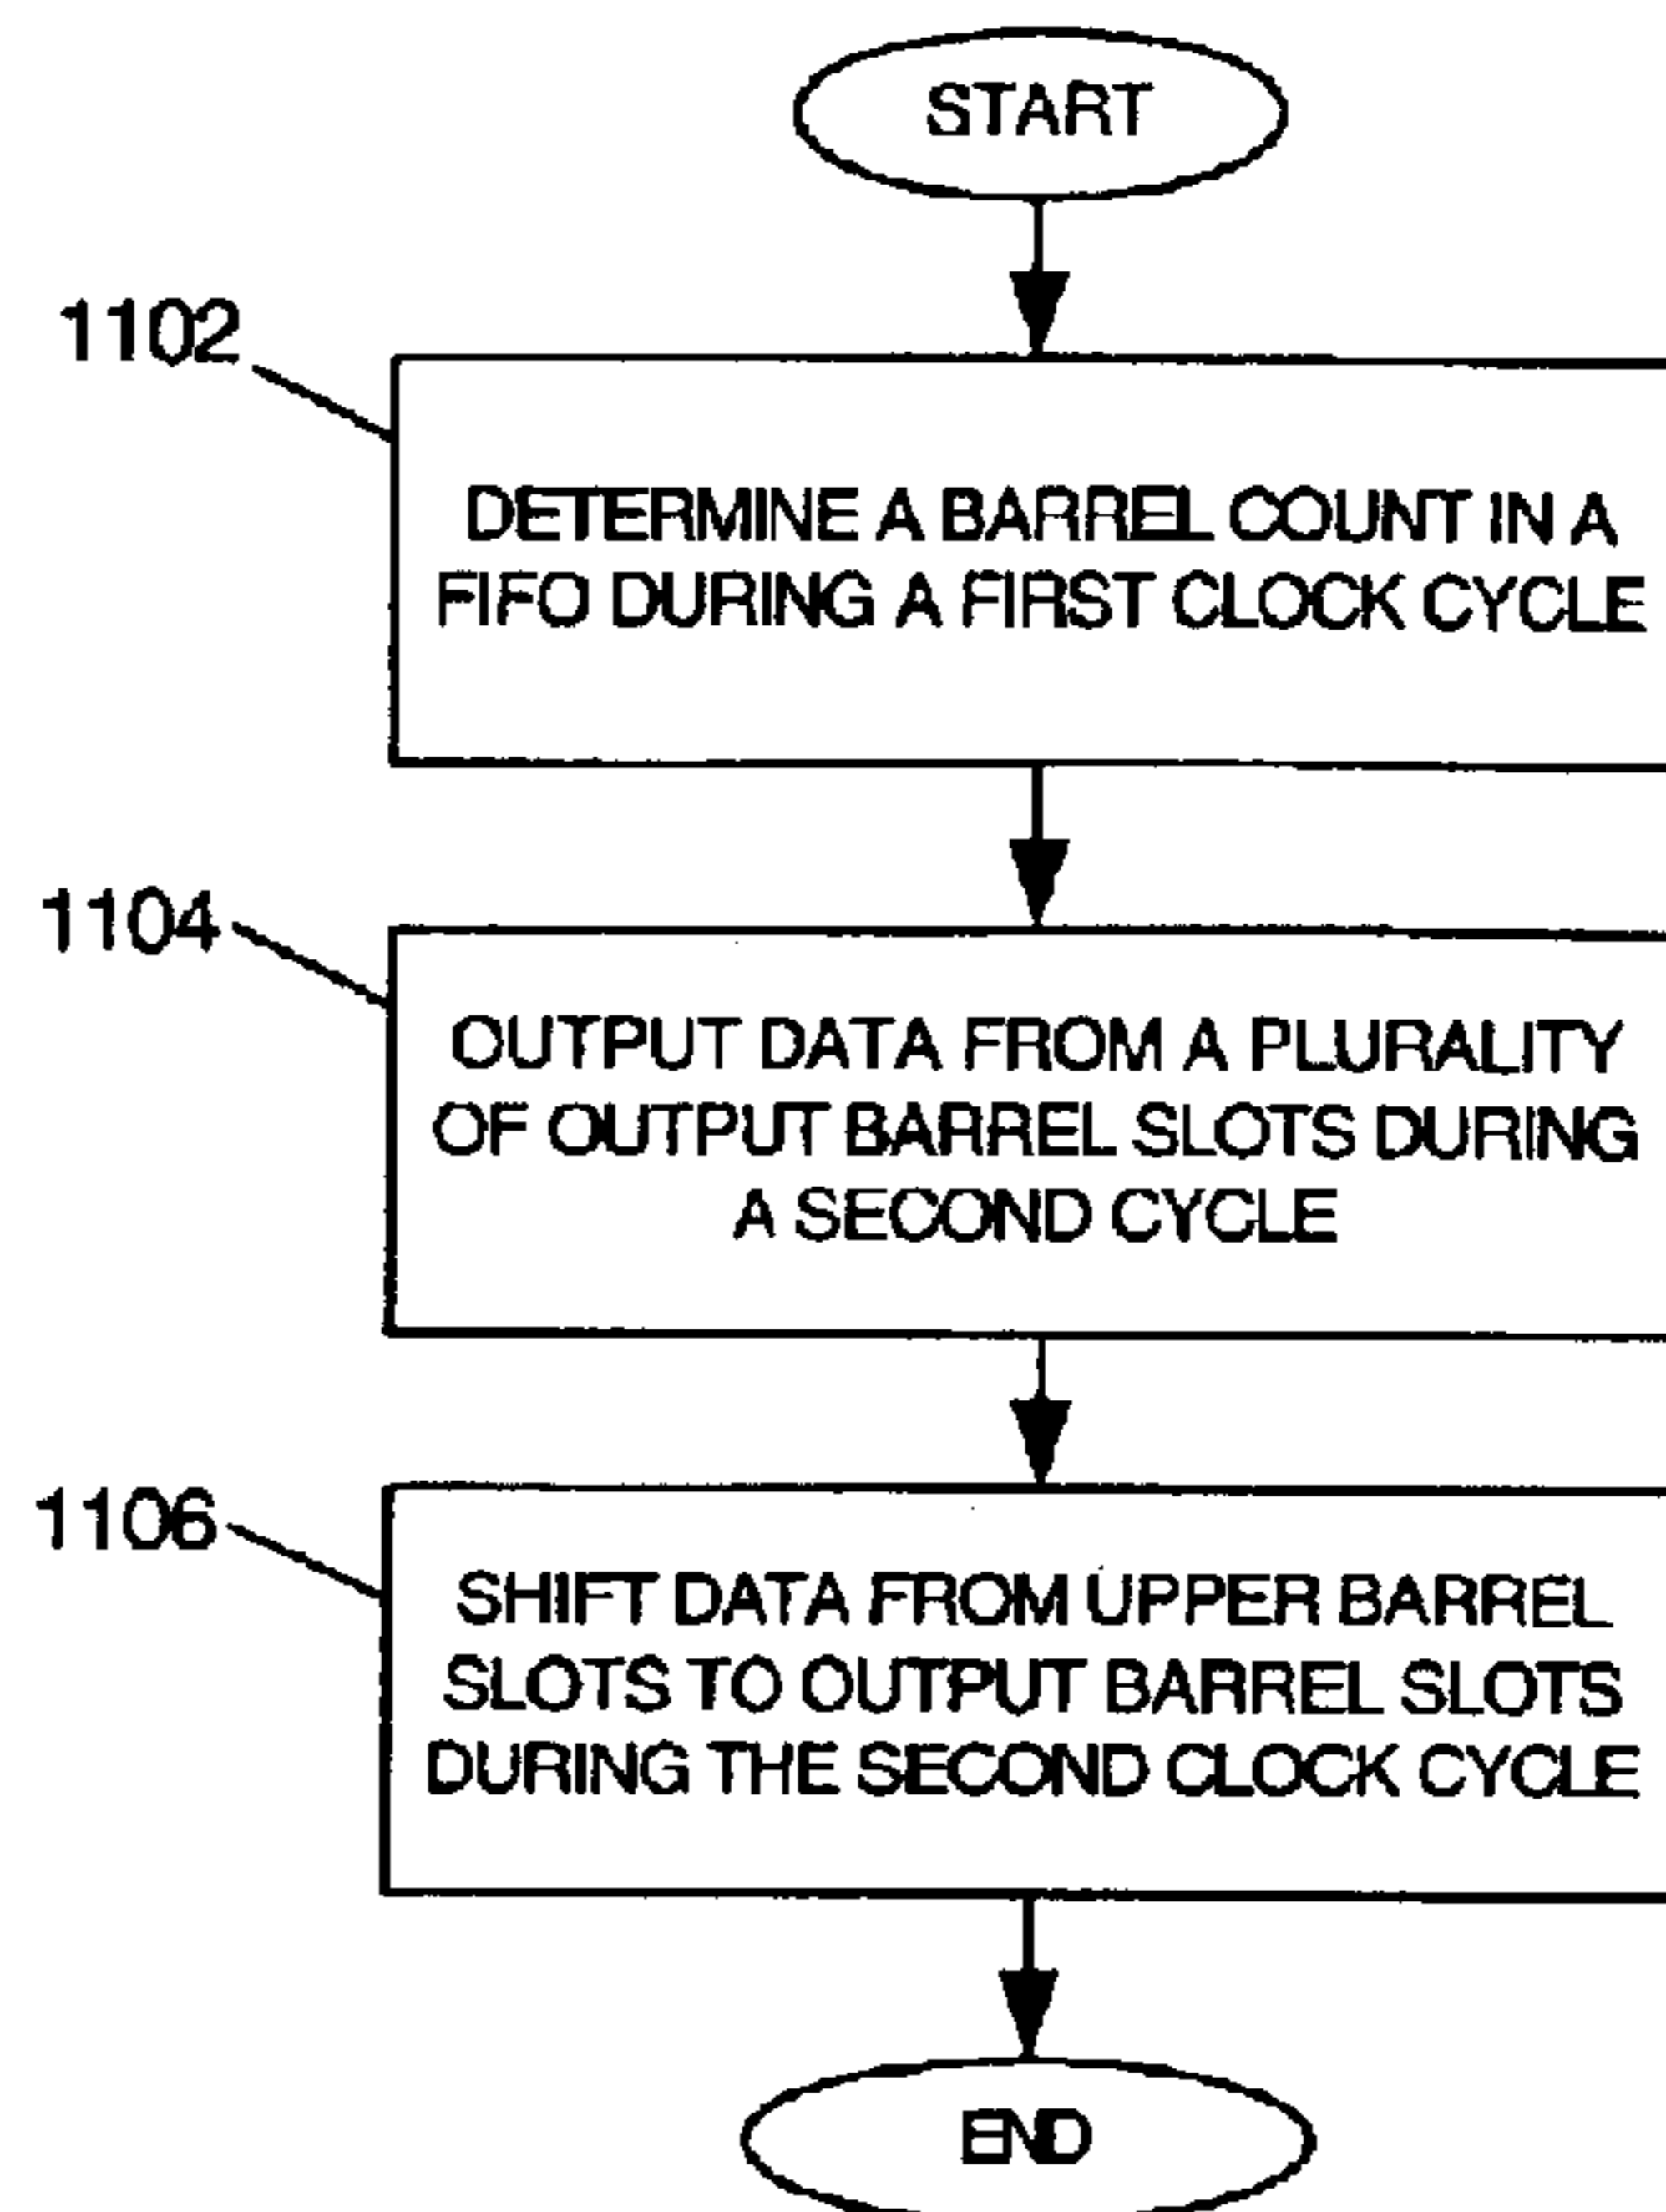 START
1102
DETERMINE A BARREL COUNT IN A
FIFO DURING A FIRST CLOCK CYCLE
1104
OUTPUT DATA FROM A PLURALITY
OF OUTPUT BARREL SLOTS DURING
A SECOND CYCLE
1106
SHIFT DATA FROM UPPER BARREL
SLOTS TO OUTPUT BARREL SLOTS
DURING THE SECOND CLOCK CYCLE
END